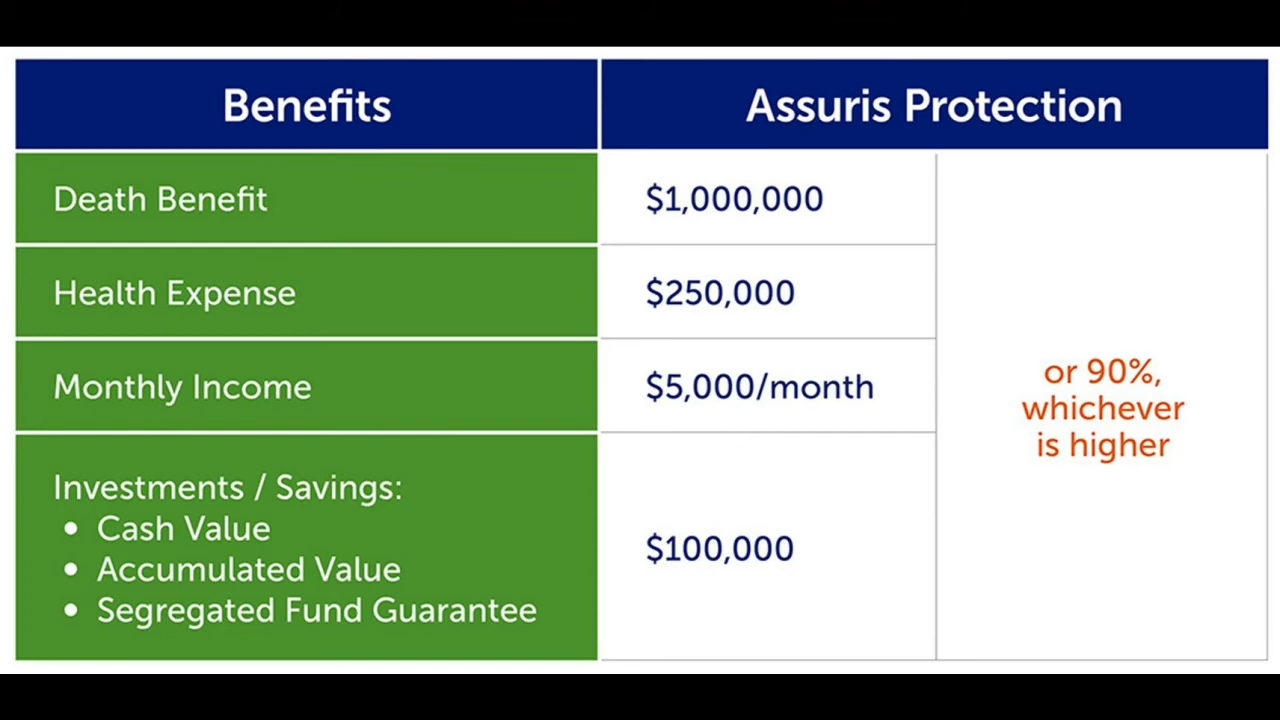 Benefits
Assuris Protection
Death Benefit
$1,000,000
Health Expense
$250,000
Monthly Income
$5,000/month
Investments / Savings:
• Cash Value
• Accumulated Value
• Segregated Fund Guarantee
$100,000
or 90%,
whichever
is higher